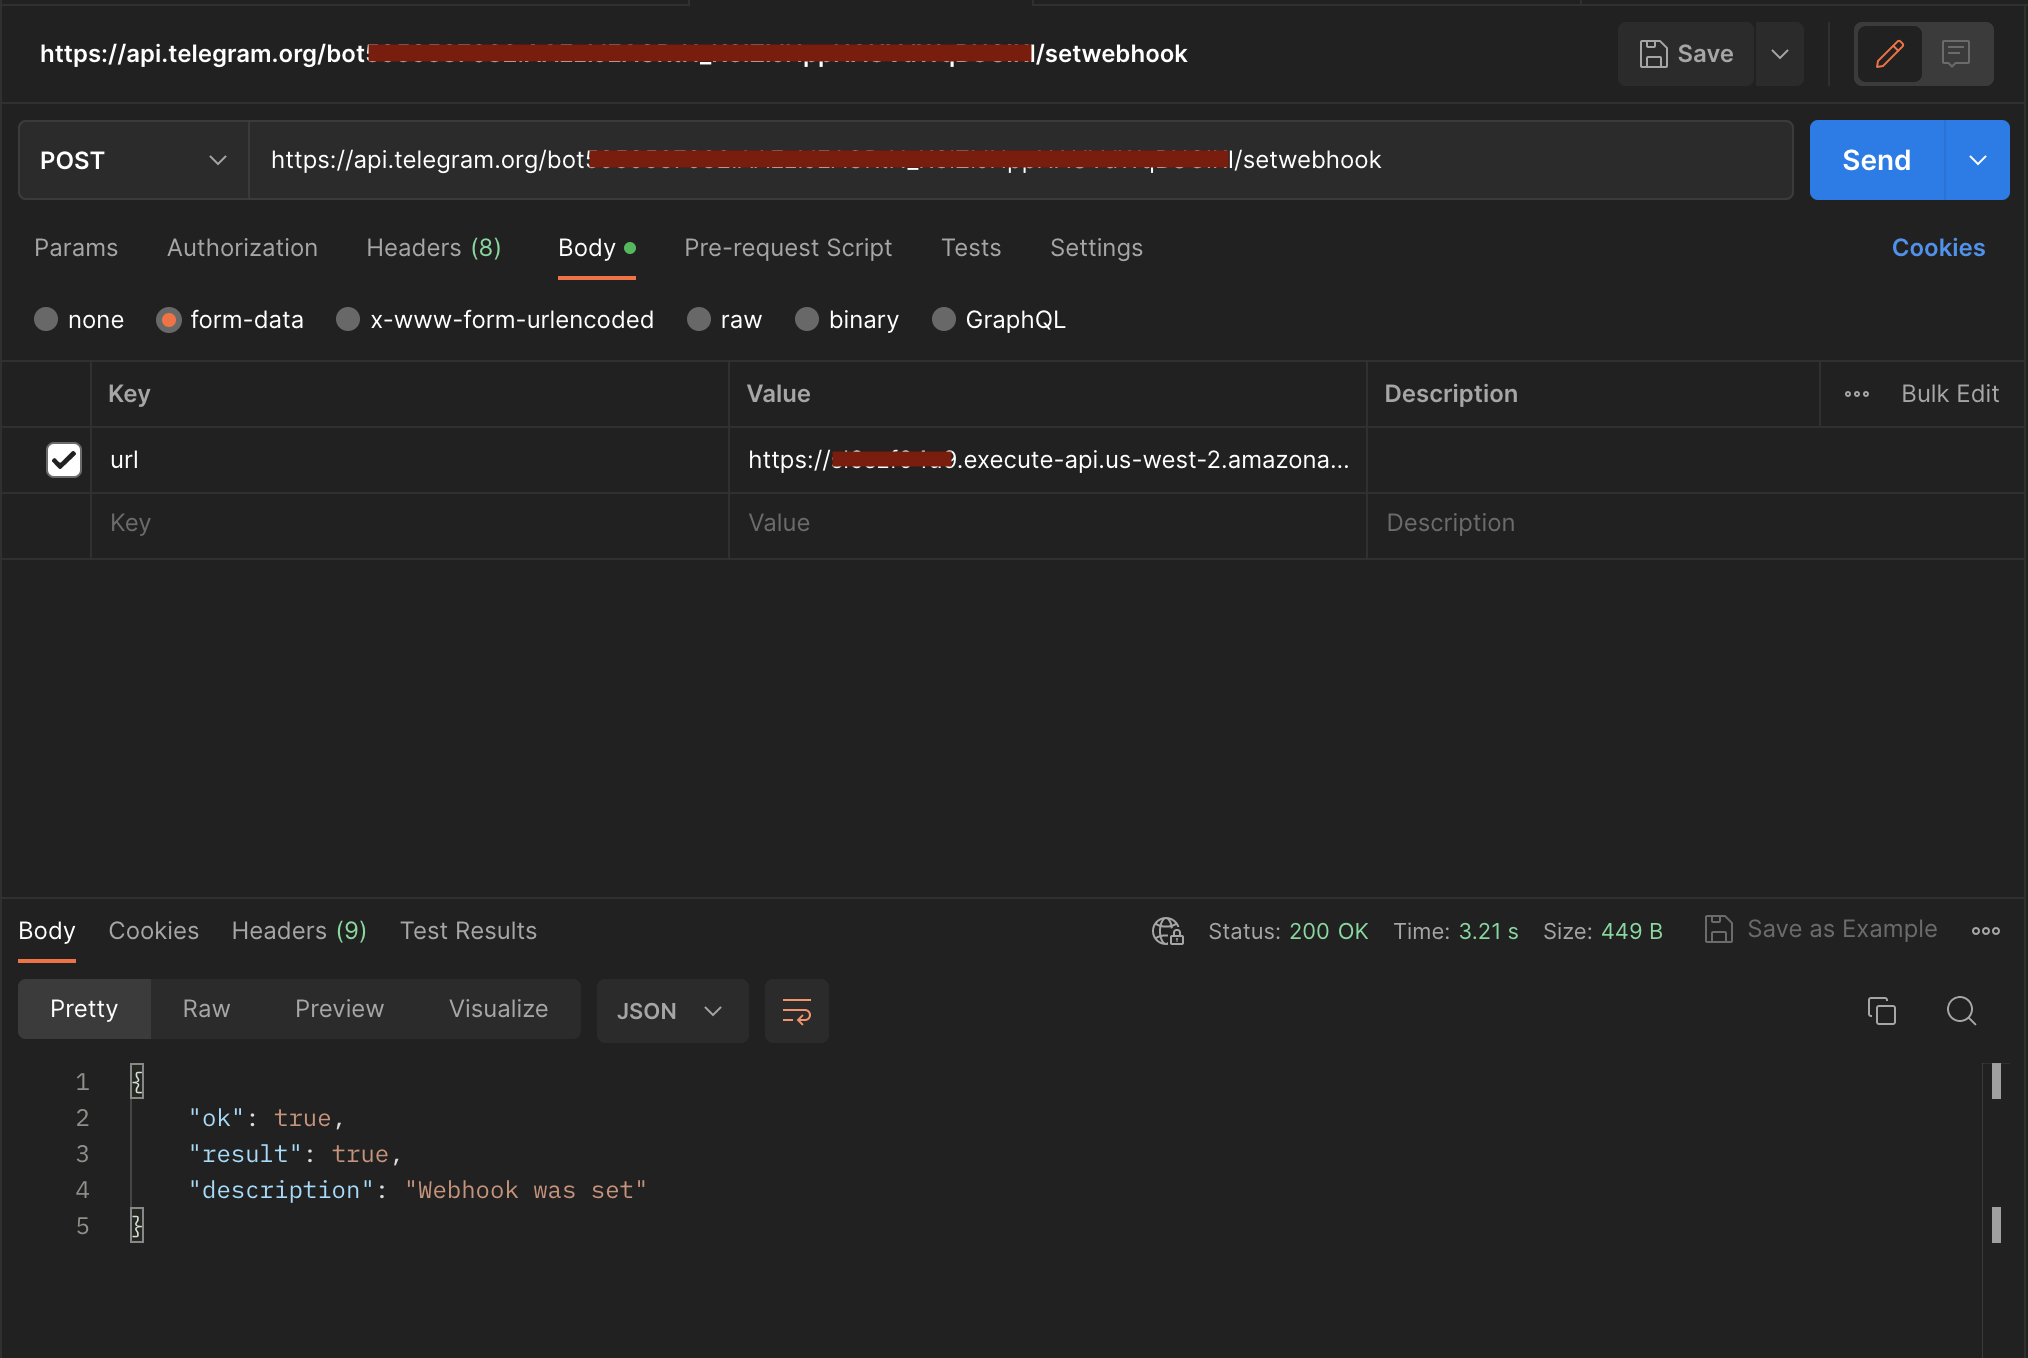 https://api.telegram.org/bot /setwebhook
Save
POST
https://api.telegram.org/bot /setwebhook
Send
Params Authorization Headers (8) Body Pre-request Script Tests Settings Cookies
none form-data x-www-form-urlencoded raw binary GraphQL
Key Value Description Bulk Edit
url https:// .execute-api.us-west-2.amazona...
Key Value Description
Body Cookies Headers (9) Test Results Status: 200 OK Time: 3.21 s Size: 449 B Save as Example
Pretty Raw Preview Visualize JSON
1 {
2 "ok": true,
3 "result": true,
4 "description": "Webhook was set"
5 }